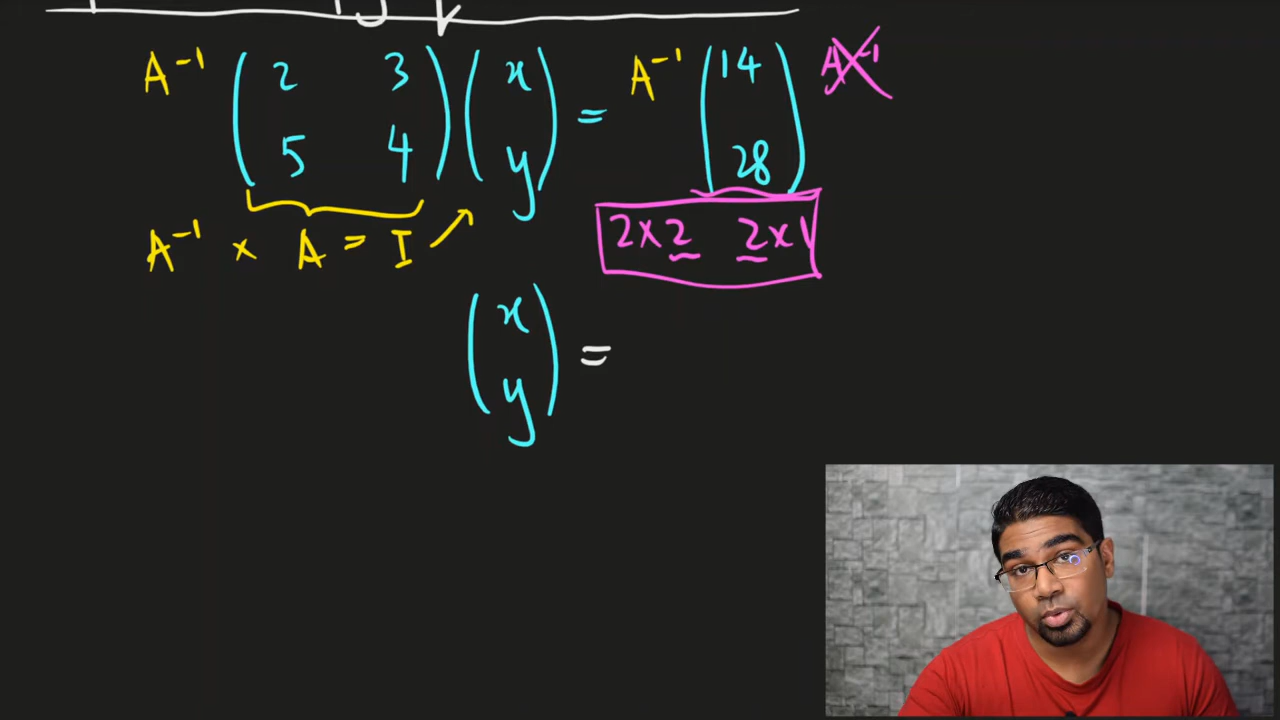 A⁻¹ (2 3) (x) = A⁻¹ (14) A⁻¹
(5 4) (y) (28)
A⁻¹ × A = I 2×2 2×1
(x) =
(y)